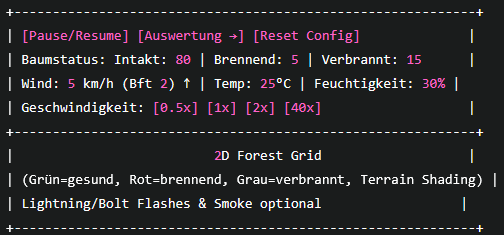 +------------------------------------------------------+
| [Pause/Resume] [Auswertung →] [Reset Config] |
| Baumstatus: Intakt: 80 | Brennend: 5 | Verbrannt: 15 |
| Wind: 5 km/h (Bft 2) ↑ | Temp: 25°C | Feuchtigkeit: 30% |
| Geschwindigkeit: [0.5x] [1x] [2x] [40x] |
+------------------------------------------------------+
| 2D Forest Grid |
| (Grün=gesund, Rot=brennend, Grau=verbrannt, Terrain Shading) |
| Lightning/Bolt Flashes & Smoke optional |
+------------------------------------------------------+